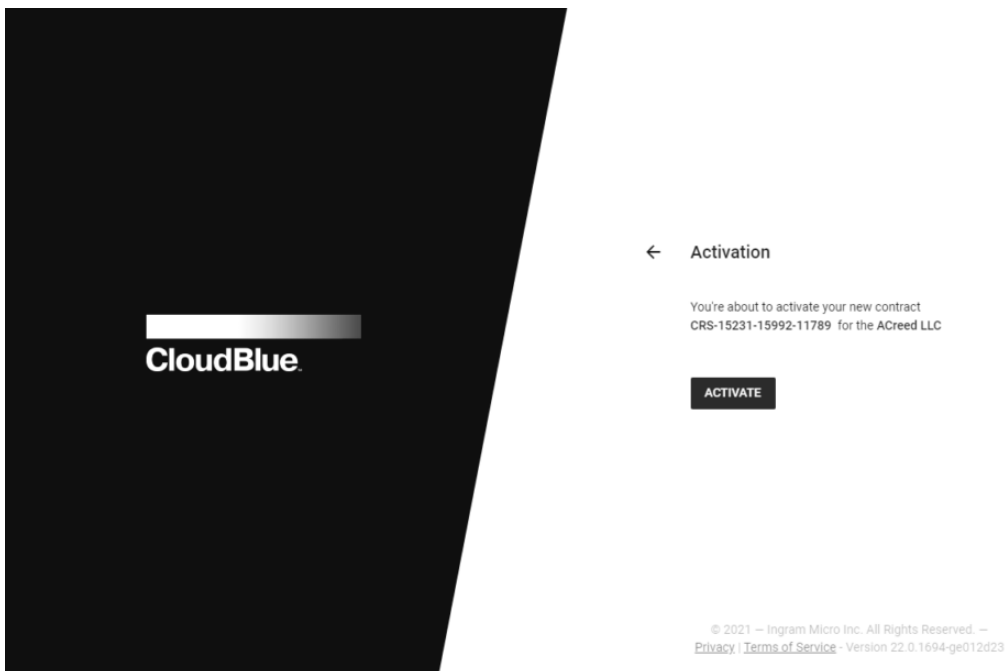 CloudBlue™
← Activation
You're about to activate your new contract
CRS-15231-15992-11789 for the ACreed LLC
ACTIVATE
© 2021 — Ingram Micro Inc. All Rights Reserved. —
Privacy | Terms of Service - Version 22.0.1694-ge012d23